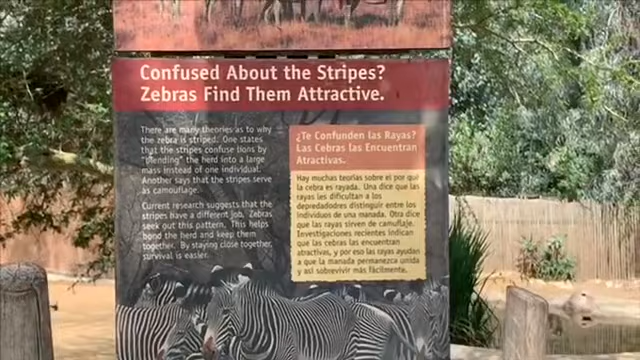 Confused About the Stripes?
Zebras Find Them Attractive.
There are many theories as to why
the zebra is striped. One states
that the stripes confuse lions by
"blending" the herd into a large
mass instead of one individual.
Another says that the stripes serve
as camouflage.
Current research suggests that the
stripes have a different job. Zebras
seek out this pattern. This helps
bond the herd and keep them
together. By staying close together,
survival is easier.
¿Te Confunden las Rayas?
Las Cebras las Encuentran
Atractivas.
Hay muchas teorías sobre el por qué
la cebra es rayada. Una dice que las
rayas les dificultan a los
depredadodores distinguir entre los
individuos de una manada. Otra dice
que las rayas sirven de camuflaje.
Investigaciones recientes indican
que las cebras las encuentran
atractivas, y por eso las rayas ayudan
a que la manada permanezca unida
y así sobrevivir más fácilmente.